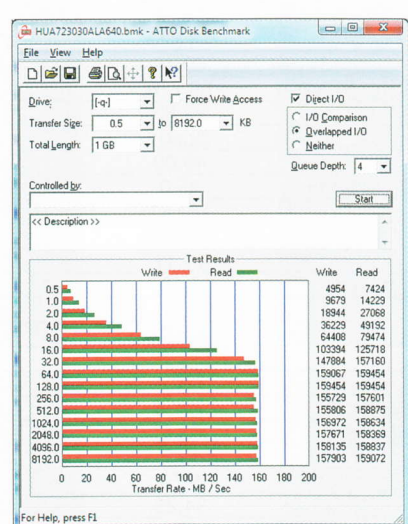 HUA723030ALA640.bmk - ATTO Disk Benchmark
File View Help
Drive: [-q-] Force Write Access Direct I/O
Transfer Size: 0.5 to 8192.0 KB I/O Comparison
Overlapped I/O
Total Length: 1 GB Neither
Queue Depth: 4
Controlled by:
Start
<< Description >>
Test Results
Write Read Write Read
0.5 4954 7424
1.0 9679 14229
2.0 18944 27068
4.0 36229 49192
8.0 64408 79474
16.0 103394 125718
32.0 147884 157160
64.0 159067 159454
128.0 159454 159454
256.0 155729 157601
512.0 155806 158875
1024.0 156972 158634
2048.0 157671 158369
4096.0 158135 158837
8192.0 157903 159072
0 20 40 60 80 100 120 140 160 180 200
Transfer Rate - MB / Sec
For Help, press F1